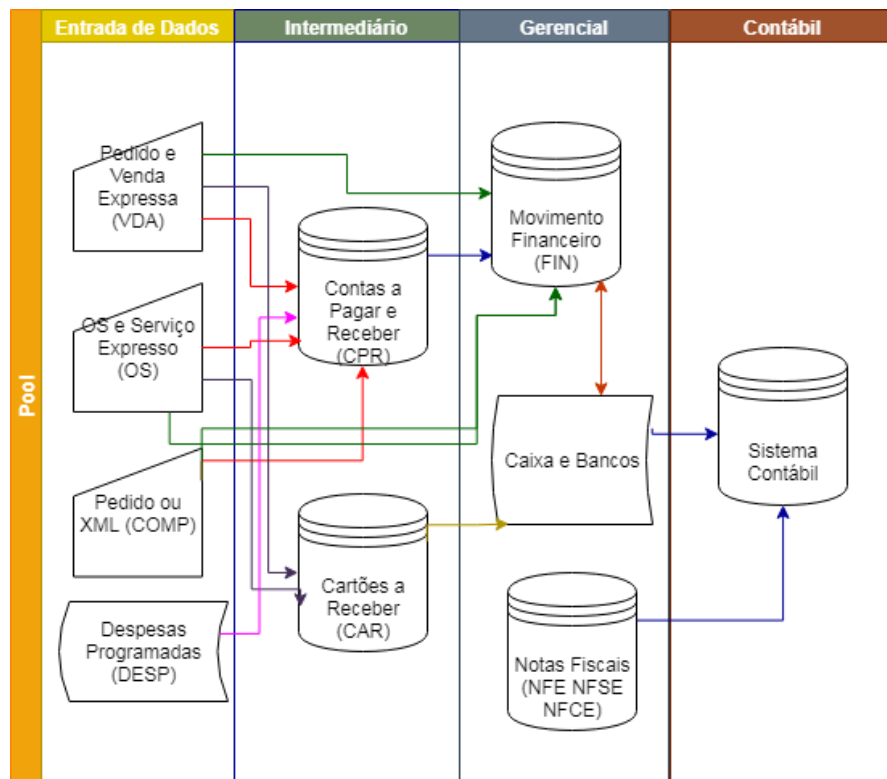 Entrada de Dados
Intermediário
Gerencial
Contábil
Pool
Pedido e
Venda
Expressa
(VDA)
OS e Serviço
Expresso
(OS)
Pedido ou
XML (COMP)
Despesas
Programadas
(DESP)
Contas a
Pagar e
Receber
(CPR)
Cartões a
Receber
(CAR)
Movimento
Financeiro
(FIN)
Caixa e Bancos
Notas Fiscais
(NFE NFSE
NFCE)
Sistema
Contábil